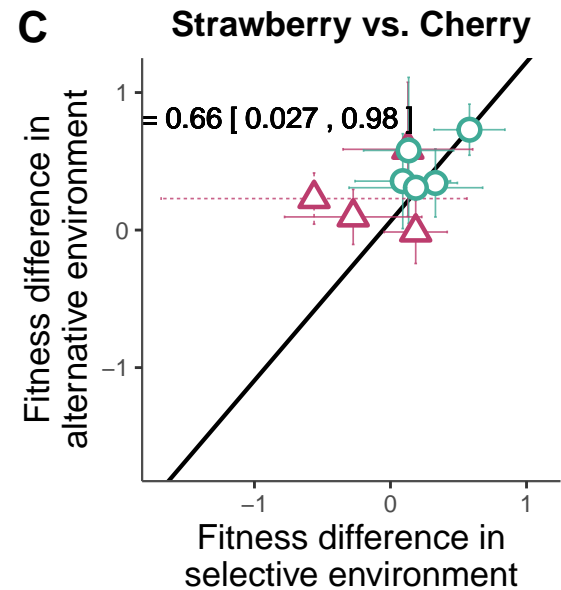 C
Strawberry vs. Cherry
= 0.66 [ 0.027 , 0.98 ]
1
0
−1
Fitness difference in
alternative environment
−1 0 1
Fitness difference in
selective environment